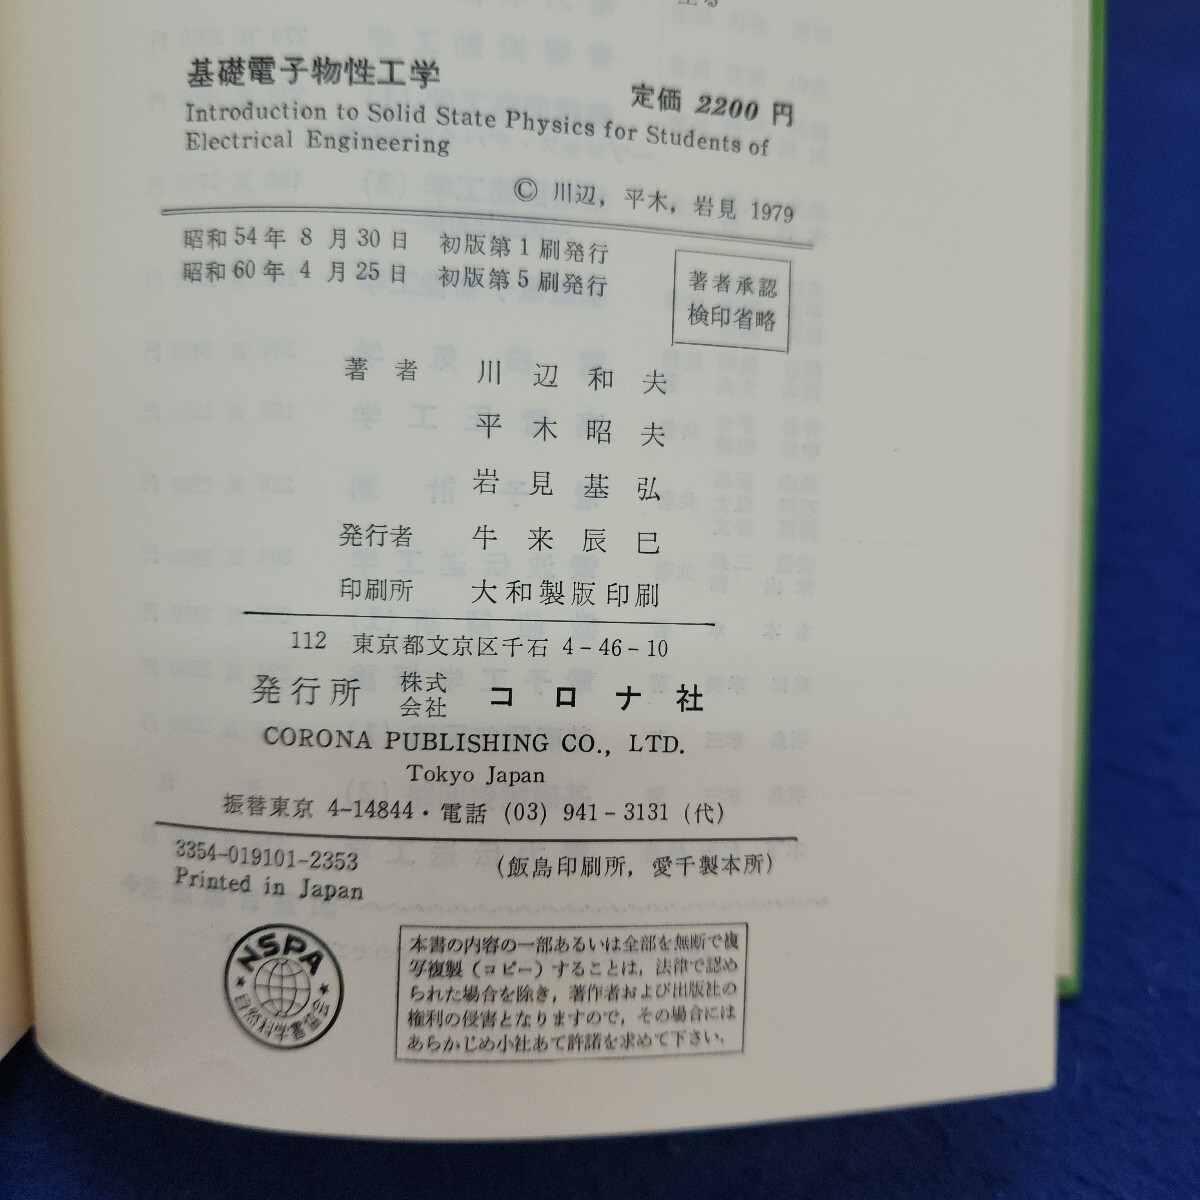 基礎電子物性工学
定価 2200 円
Introduction to Solid State Physics for Students of
Electrical Engineering
© 川辺，平木，岩見 1979
昭和 54 年 8 月 30 日 初版第 1 刷発行
昭和 60 年 4 月 25 日 初版第 5 刷発行
著者承認
検印省略
著者 川辺和夫
平木昭夫
岩見基弘
発行者 牛来辰巳
印刷所 大和製版印刷
112 東京都文京区千石 4-46-10
発行所 株式会社 コロナ社
CORONA PUBLISHING CO., LTD.
Tokyo Japan
振替東京 4-14844・電話 (03) 941-3131 (代)
3354-019101-2353
(飯島印刷所，愛千製本所)
Printed in Japan
NSPA
自然科学書協会
本書の内容の一部あるいは全部を無断で複
写複製（コピー）することは，法律で認め
られた場合を除き，著作者および出版社の
権利の侵害となりますので，その場合には
あらかじめ小社あて許諾を求めて下さい．